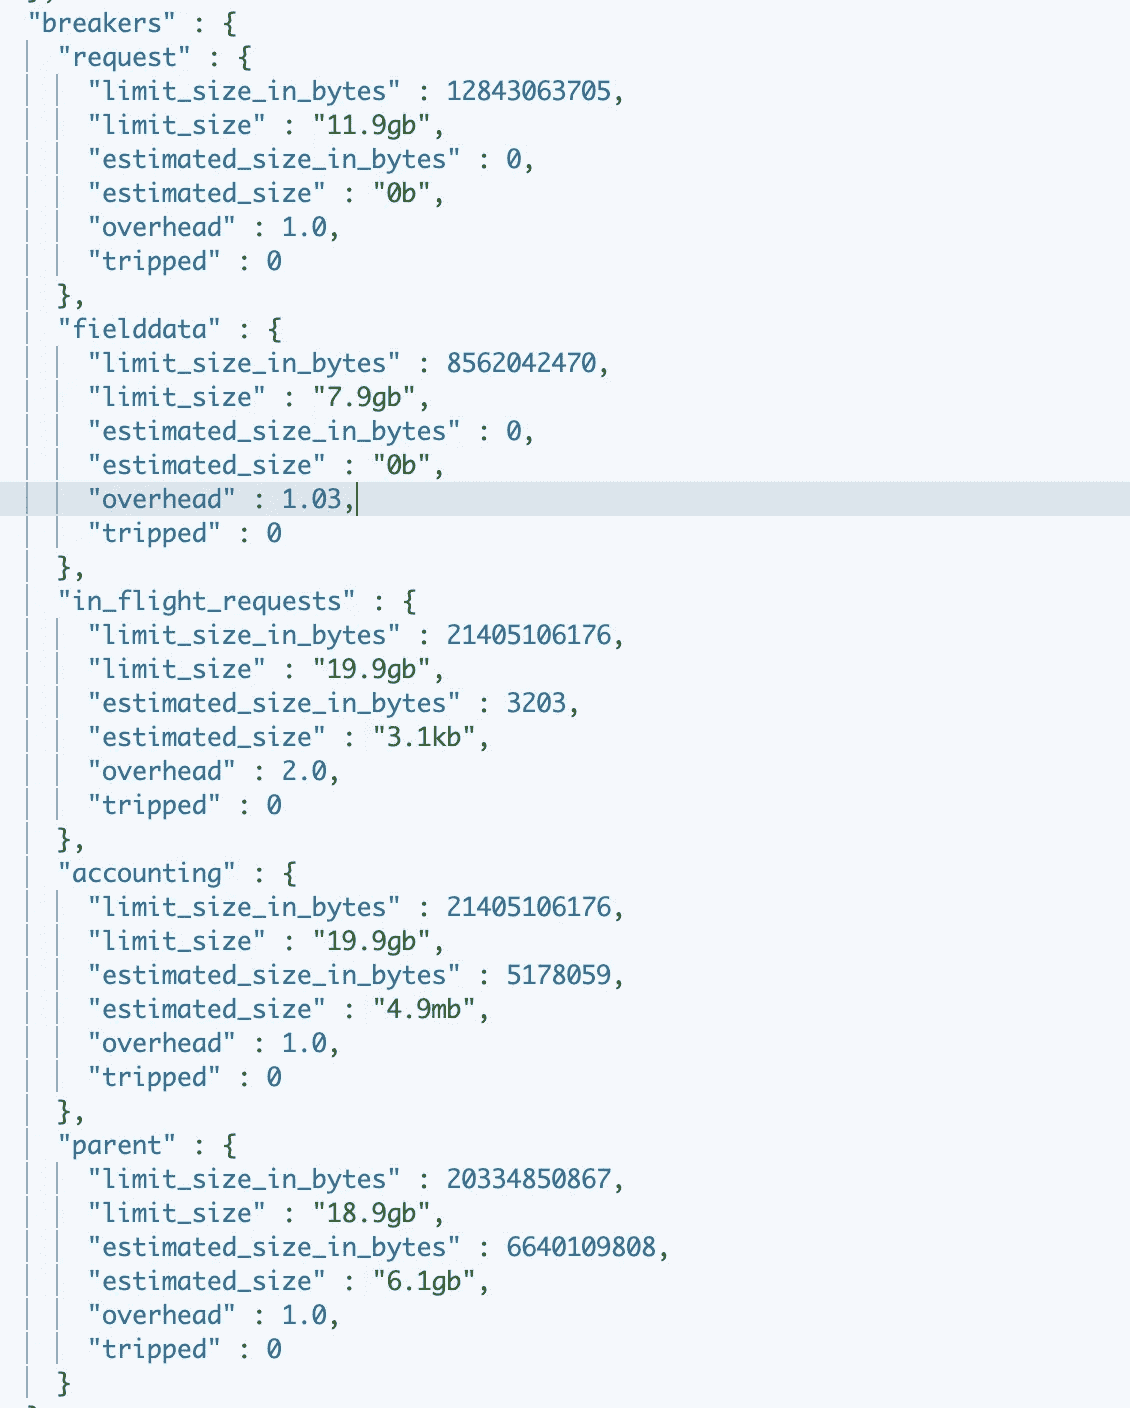 "breakers" : {
"request" : {
"limit_size_in_bytes" : 12843063705,
"limit_size" : "11.9gb",
"estimated_size_in_bytes" : 0,
"estimated_size" : "0b",
"overhead" : 1.0,
"tripped" : 0
},
"fielddata" : {
"limit_size_in_bytes" : 8562042470,
"limit_size" : "7.9gb",
"estimated_size_in_bytes" : 0,
"estimated_size" : "0b",
"overhead" : 1.03,
"tripped" : 0
},
"in_flight_requests" : {
"limit_size_in_bytes" : 21405106176,
"limit_size" : "19.9gb",
"estimated_size_in_bytes" : 3203,
"estimated_size" : "3.1kb",
"overhead" : 2.0,
"tripped" : 0
},
"accounting" : {
"limit_size_in_bytes" : 21405106176,
"limit_size" : "19.9gb",
"estimated_size_in_bytes" : 5178059,
"estimated_size" : "4.9mb",
"overhead" : 1.0,
"tripped" : 0
},
"parent" : {
"limit_size_in_bytes" : 20334850867,
"limit_size" : "18.9gb",
"estimated_size_in_bytes" : 6640109808,
"estimated_size" : "6.1gb",
"overhead" : 1.0,
"tripped" : 0
}